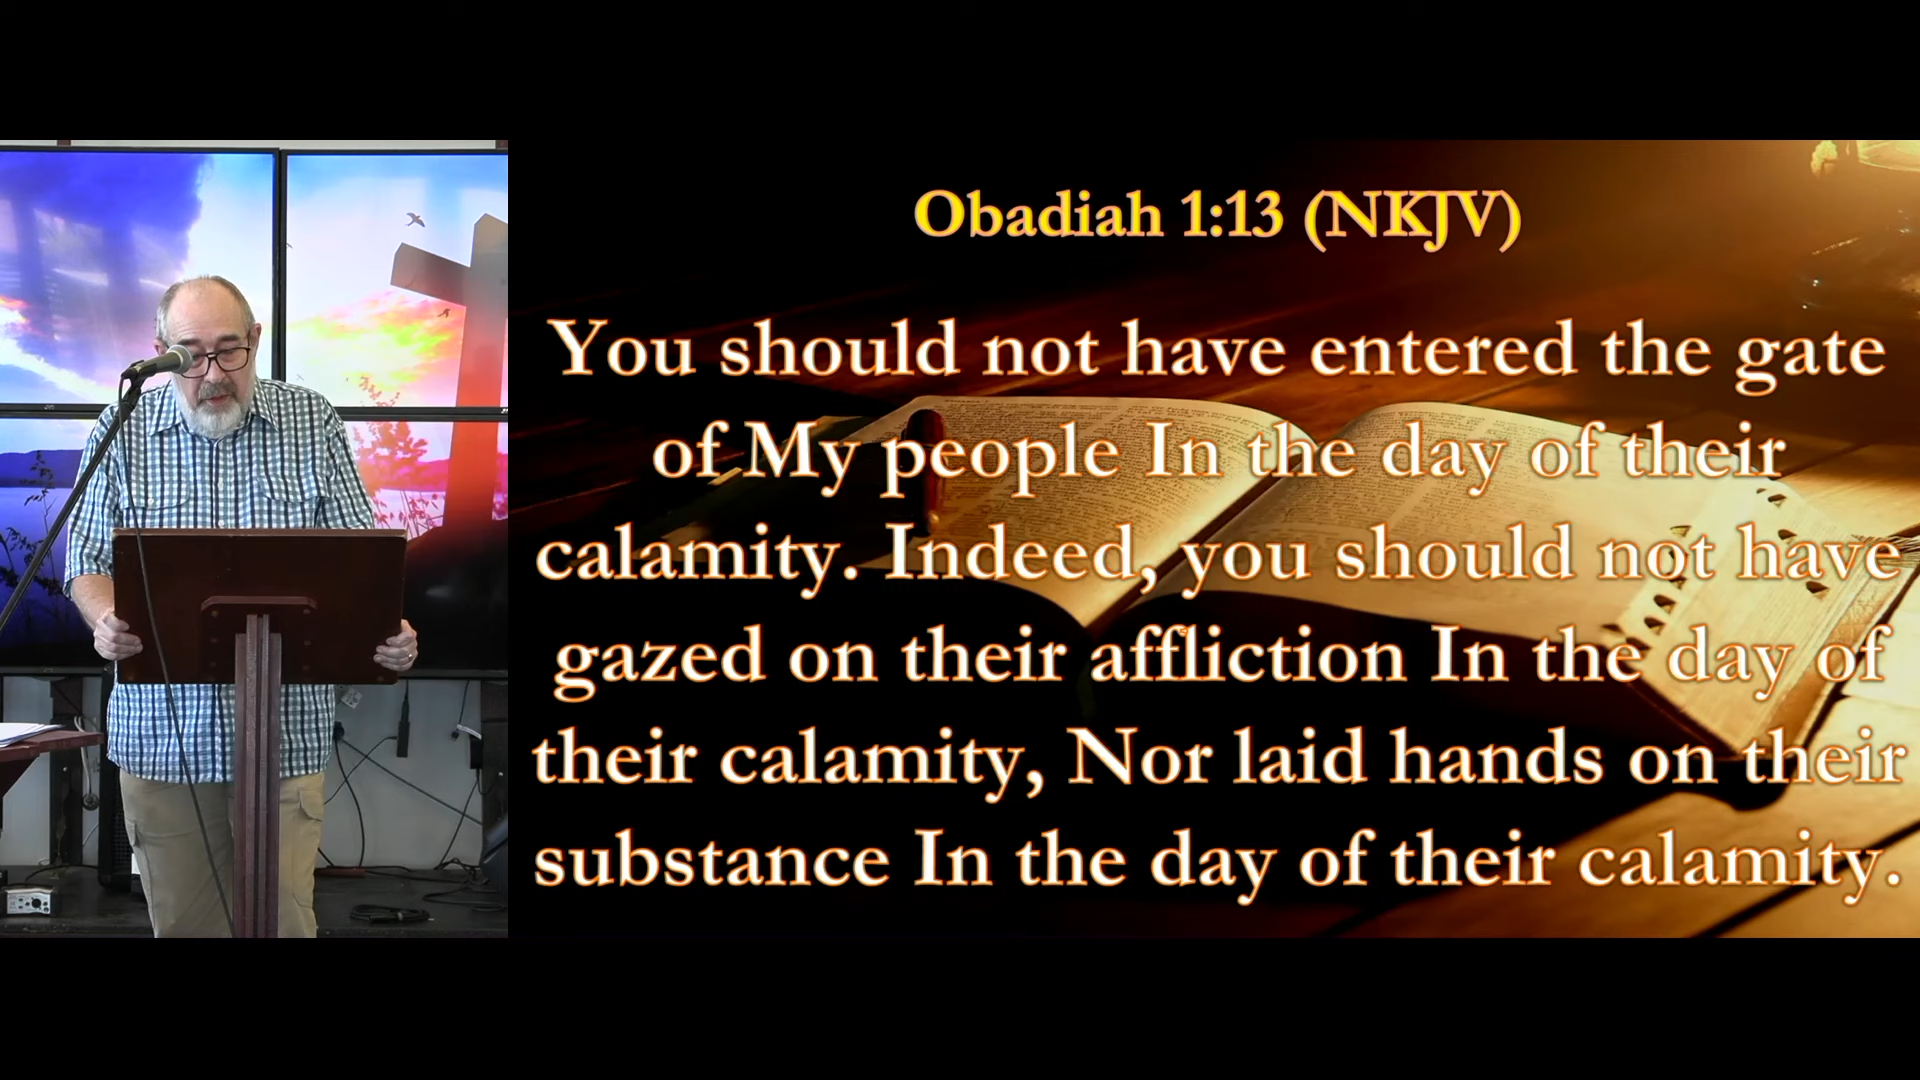 Obadiah 1:13 (NKJV)
You should not have entered the gate
of My people In the day of their
calamity. Indeed, you should not have
gazed on their affliction In the day of
their calamity, Nor laid hands on their
substance In the day of their calamity.